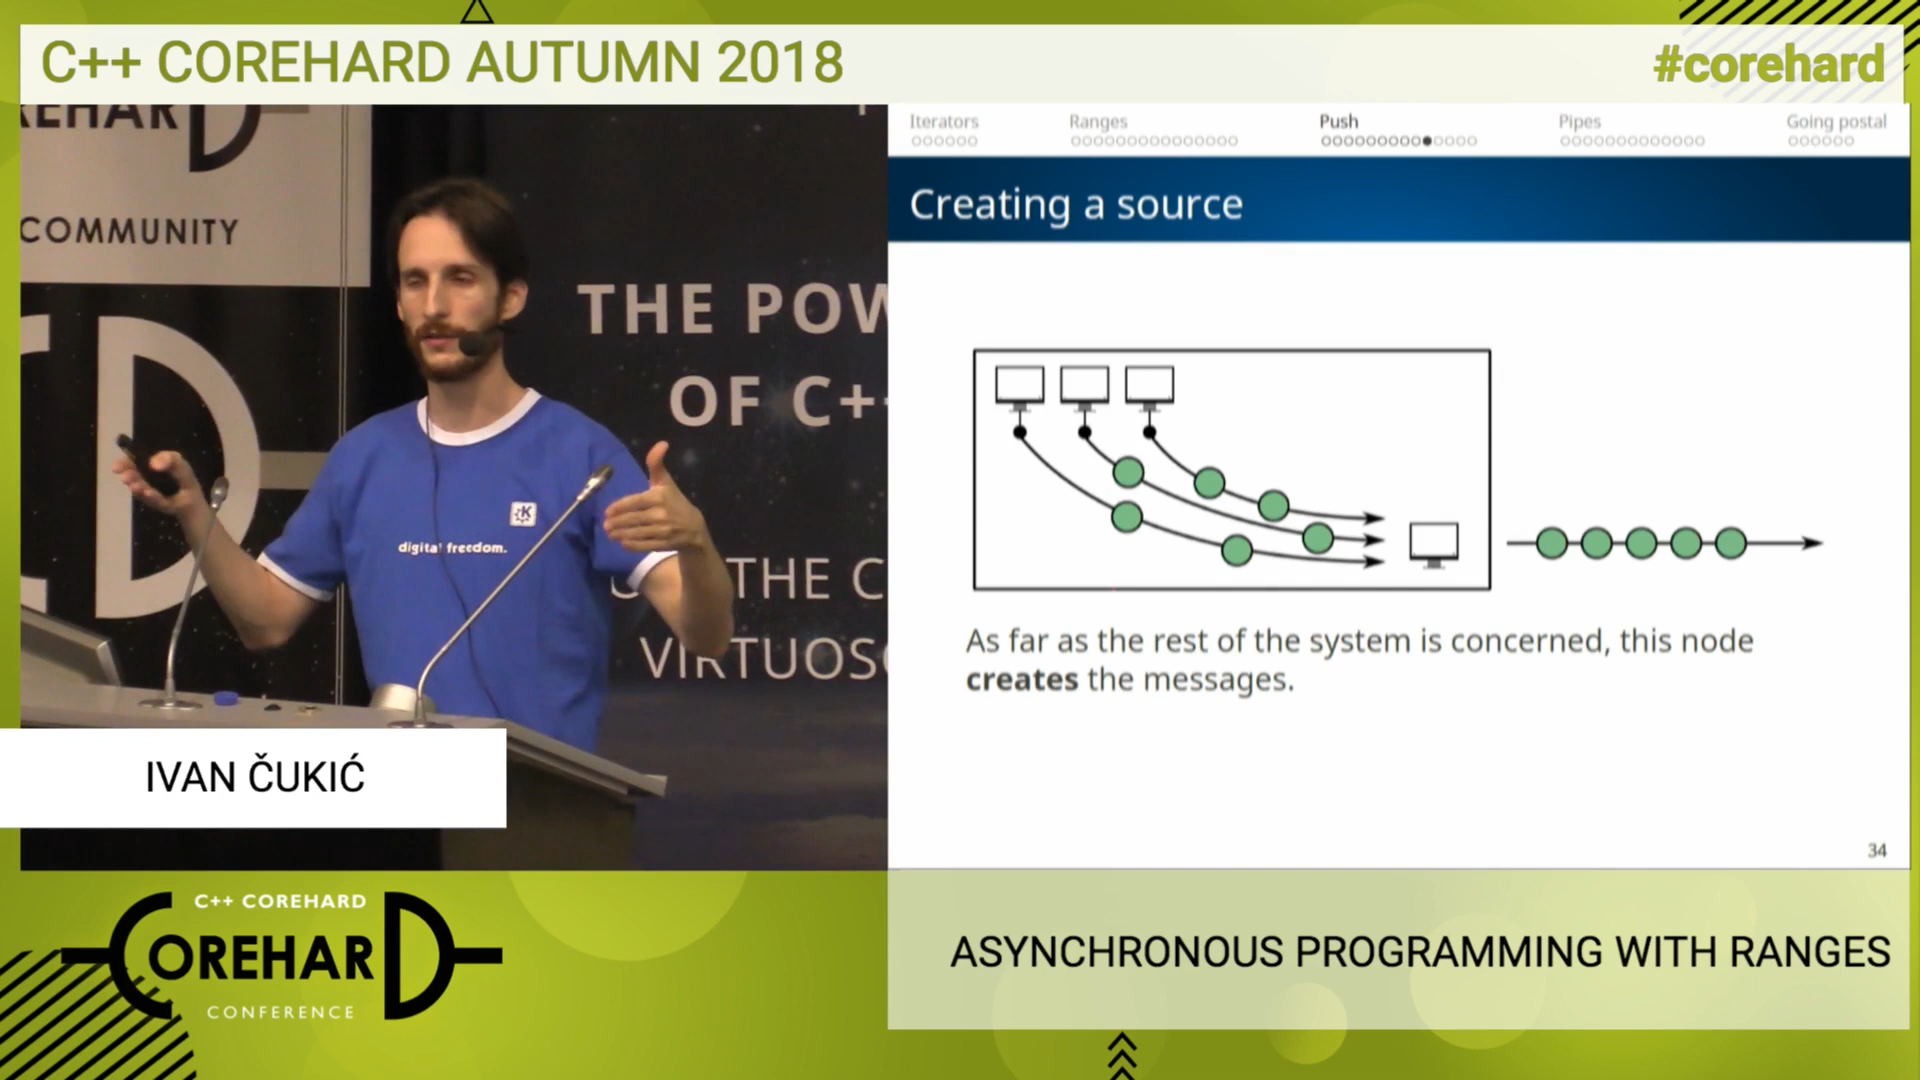 C++ COREHARD AUTUMN 2018
#corehard
COMMUNITY
THE POW
OF C+
THE C
VIRTUOS
digital freedom.
K
IVAN ČUKIĆ
Iterators
Ranges
Push
Pipes
Going postal
Creating a source
As far as the rest of the system is concerned, this node
creates the messages.
34
C++ COREHARD
COREHARD
CONFERENCE
ASYNCHRONOUS PROGRAMMING WITH RANGES